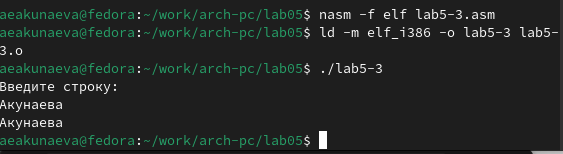 aeakunaeva@fedora:~/work/arch-pc/lab05$ nasm -f elf lab5-3.asm
aeakunaeva@fedora:~/work/arch-pc/lab05$ ld -m elf_i386 -o lab5-3 lab5-
3.o
aeakunaeva@fedora:~/work/arch-pc/lab05$ ./lab5-3
Введите строку:
Акунаева
Акунаева
aeakunaeva@fedora:~/work/arch-pc/lab05$